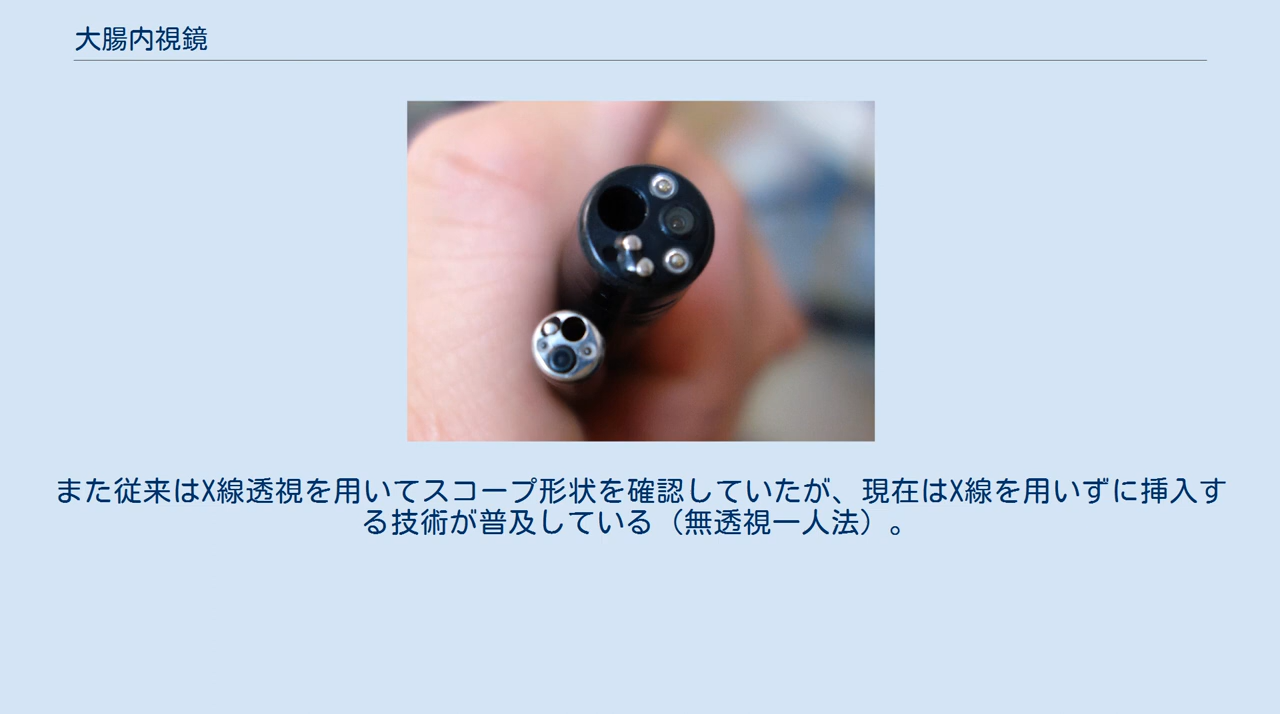 大腸内視鏡
また従来はX線透視を用いてスコープ形状を確認していたが、現在はX線を用いずに挿入す
る技術が普及している（無透視一人法）。